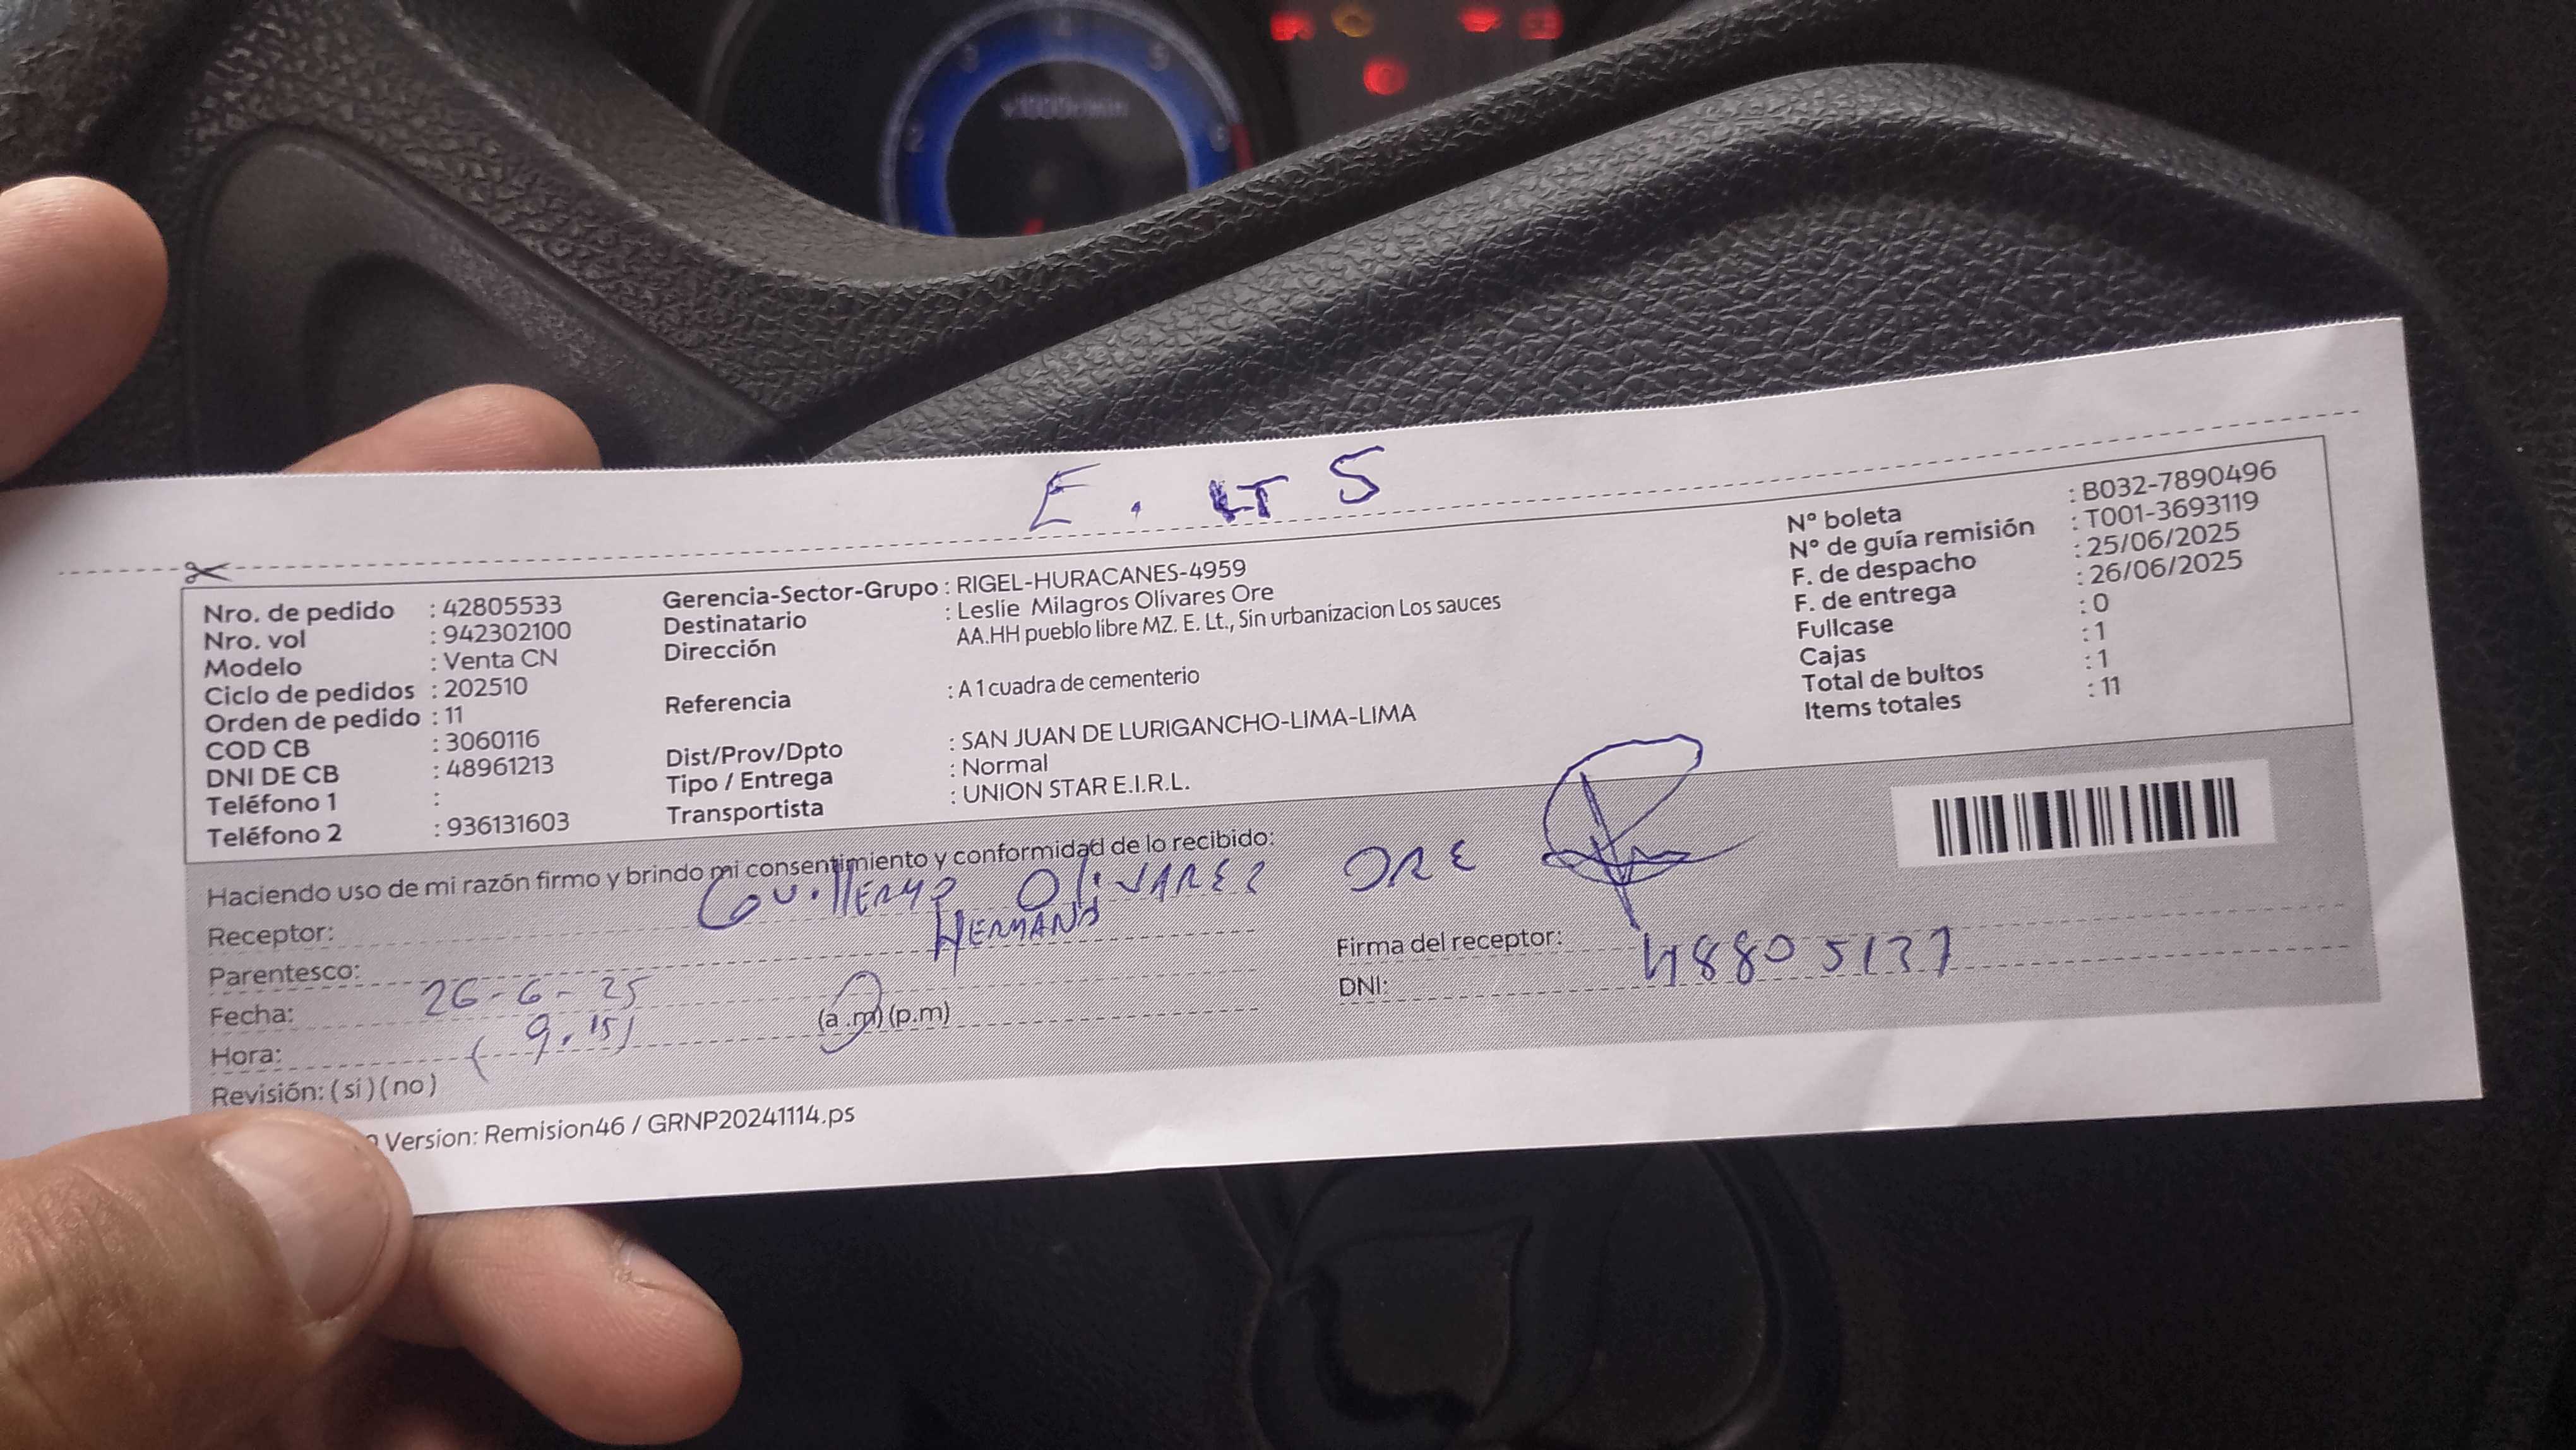 E. LT 5
Nro. de pedido : 42805533
Nro. vol : 942302100
Modelo : Venta CN
Ciclo de pedidos : 202510
Orden de pedido : 11
COD CB : 3060116
DNI DE CB : 48961213
Teléfono 1 :
Teléfono 2 : 936131603
Gerencia-Sector-Grupo : RIGEL-HURACANES-4959
Destinatario : Leslie Milagros Olivares Ore
Dirección AA.HH pueblo libre MZ. E. Lt., Sin urbanizacion Los sauces
Referencia : A 1 cuadra de cementerio
Dist/Prov/Dpto : SAN JUAN DE LURIGANCHO-LIMA-LIMA
Tipo / Entrega : Normal
Transportista : UNION STAR E.I.R.L.
N° boleta : B032-7890496
N° de guía remisión : T001-3693119
F. de despacho : 25/06/2025
F. de entrega : 26/06/2025
Fullcase : 0
Cajas : 1
Total de bultos : 1
Items totales : 11
Haciendo uso de mi razón firmo y brindo mi consentimiento y conformidad de lo recibido:
Receptor: Guillermo Olivares ORE
Parentesco: HERMANO
Fecha: 26-6-25
Hora: 9.15 (a .m) (p.m)
Revisión: ( si ) ( no )
Firma del receptor:
DNI: 48805137
Version: Remision46 / GRNP20241114.ps